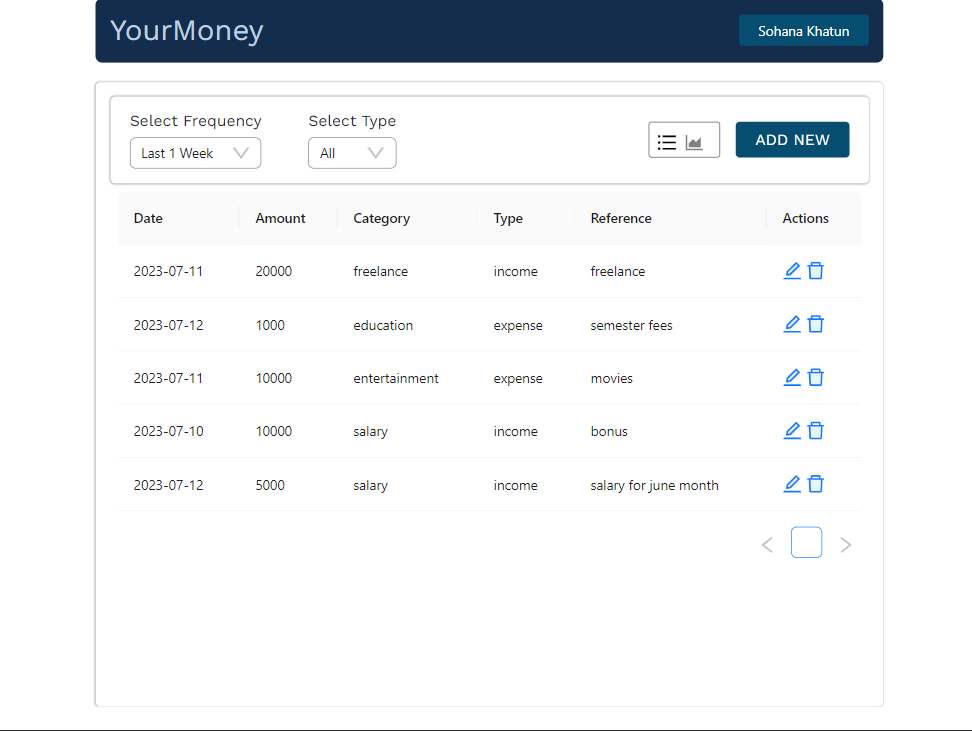 YourMoney
Sohana Khatun
Select Frequency Select Type
Last 1 Week All
ADD NEW
Date Amount Category Type Reference Actions
2023-07-11 20000 freelance income freelance
2023-07-12 1000 education expense semester fees
2023-07-11 10000 entertainment expense movies
2023-07-10 10000 salary income bonus
2023-07-12 5000 salary income salary for june month